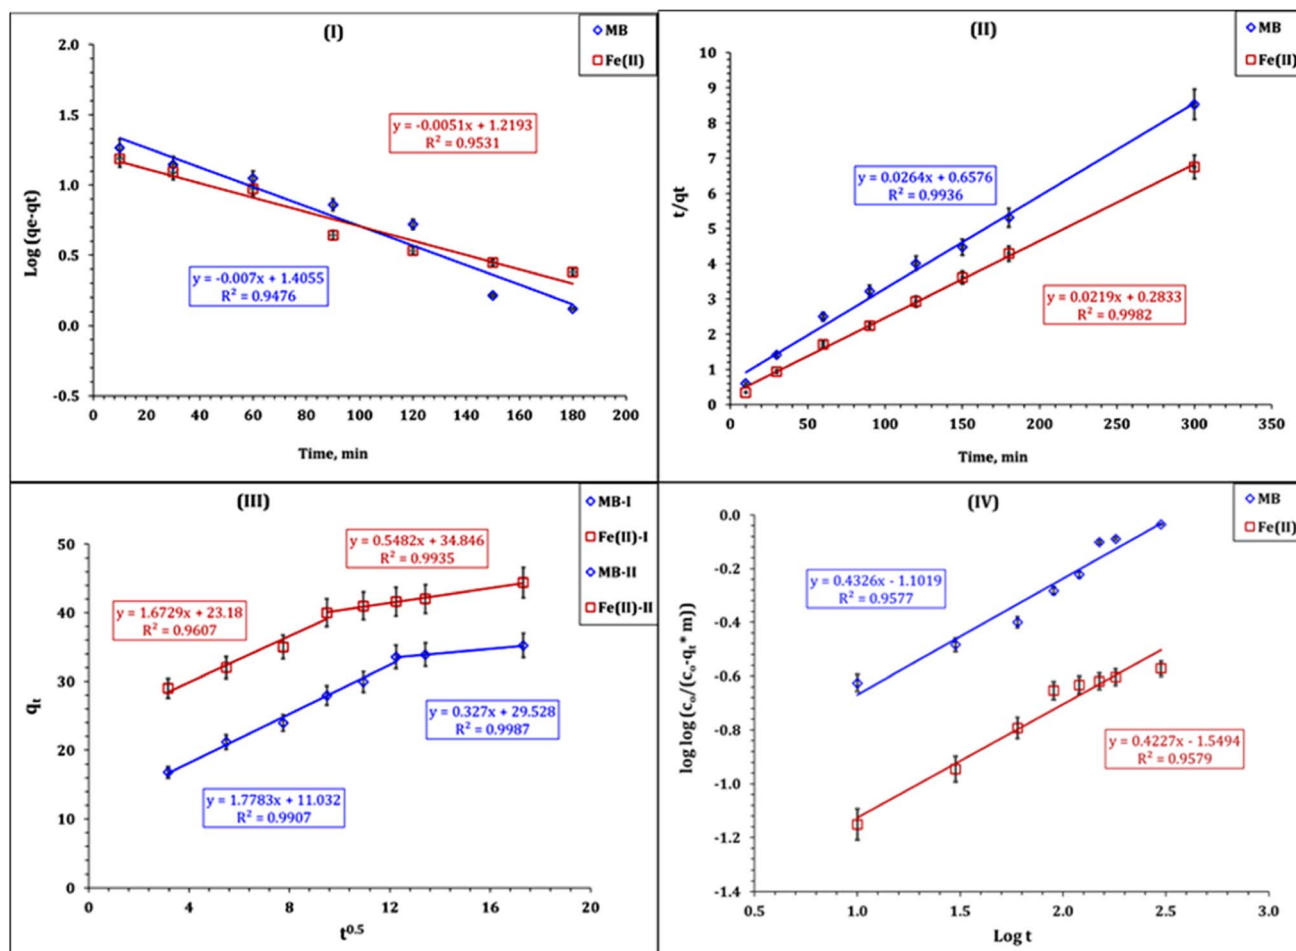 (I)
MB
Fe(II)
2.0
1.5
1.0
0.5
0.0
-0.5
Log (qe-qt)
y = -0.0051x + 1.2193
R² = 0.9531
y = -0.007x + 1.4055
R² = 0.9476
0 20 40 60 80 100 120 140 160 180 200
Time, min
(II)
MB
Fe(II)
10
9
8
7
6
5
4
3
2
1
0
t/qt
y = 0.0264x + 0.6576
R² = 0.9936
y = 0.0219x + 0.2833
R² = 0.9982
0 50 100 150 200 250 300 350
Time, min
(III)
MB-I
Fe(II)-I
MB-II
Fe(II)-II
50
40
30
20
10
0
qt
y = 0.5482x + 34.846
R² = 0.9935
y = 1.6729x + 23.18
R² = 0.9607
y = 0.327x + 29.528
R² = 0.9987
y = 1.7783x + 11.032
R² = 0.9907
0 4 8 12 16 20
t^0.5
(IV)
MB
Fe(II)
0.0
-0.2
-0.4
-0.6
-0.8
-1.0
-1.2
-1.4
log log (c₀/(c₀-qt* m))
y = 0.4326x - 1.1019
R² = 0.9577
y = 0.4227x - 1.5494
R² = 0.9579
0.5 1.0 1.5 2.0 2.5 3.0
Log t